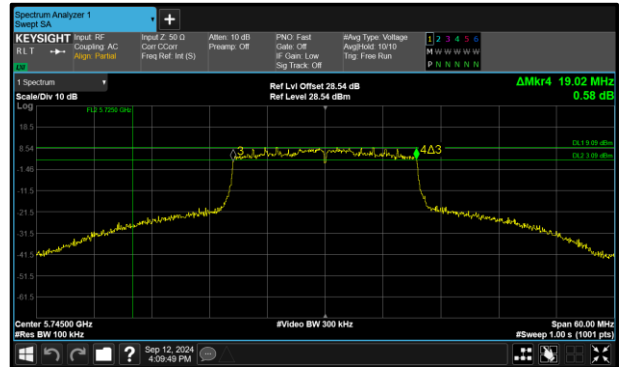 Spectrum Analyzer 1
Swept SA
+
KEYSIGHT
RLT
Input: RF
Coupling: AC
Align: Partial
Input Z: 50 Ω
Corr CCorr
Freq Ref: Int (S)
Atten: 10 dB
Preamp: Off
PNO: Fast
Gate: Off
IF Gain: Low
Sig Track: Off
#Avg Type: Voltage
Avg|Hold: 10/10
Trig: Free Run
1 2 3 4 5 6
M W W W W W
P N N N N N
1 Spectrum
Scale/Div 10 dB
Ref Lvl Offset 28.54 dB
Ref Level 28.54 dBm
ΔMkr4 19.02 MHz
0.58 dB
Log
FL2 5.7250 GHz
18.5
8.54
-1.46
-11.5
-21.5
-31.5
-41.5
-51.5
-61.5
3
4Δ3
DL1 9.09 dBm
DL2 3.09 dBm
Center 5.74500 GHz
#Res BW 100 kHz
#Video BW 300 kHz
Span 60.00 MHz
#Sweep 1.00 s (1001 pts)
?
Sep 12, 2024
4:09:49 PM